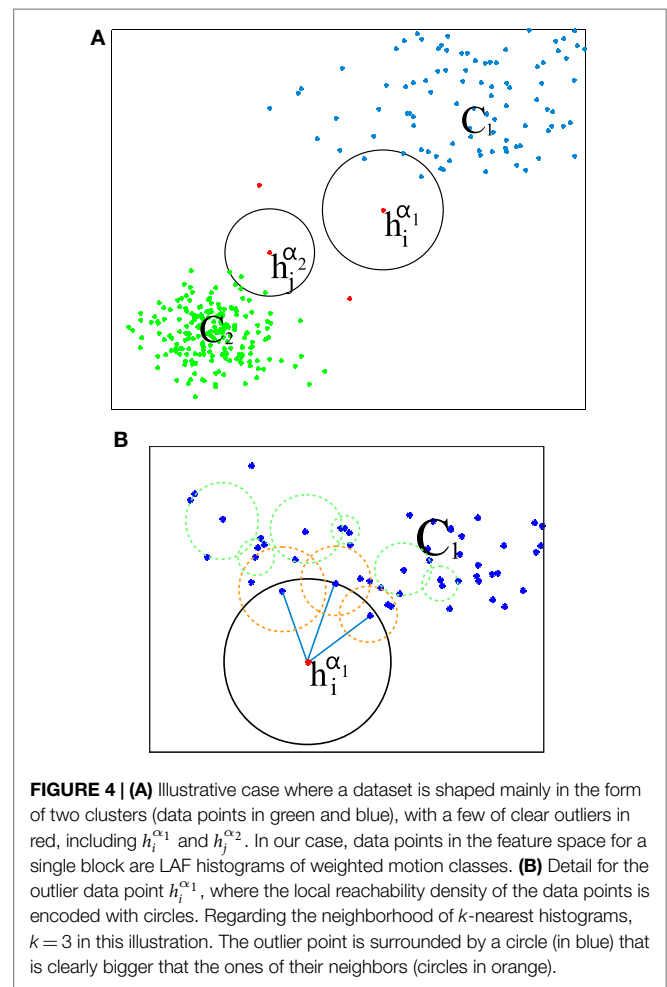 A
C₁
h_i^α₁
h_j^α₂
C₂
B
C₁
h_i^α₁
FIGURE 4 | (A) Illustrative case where a dataset is shaped mainly in the form
of two clusters (data points in green and blue), with a few of clear outliers in
red, including h_i^α₁ and h_j^α₂. In our case, data points in the feature space for a
single block are LAF histograms of weighted motion classes. (B) Detail for the
outlier data point h_i^α₁, where the local reachability density of the data points is
encoded with circles. Regarding the neighborhood of k-nearest histograms,
k = 3 in this illustration. The outlier point is surrounded by a circle (in blue) that
is clearly bigger that the ones of their neighbors (circles in orange).